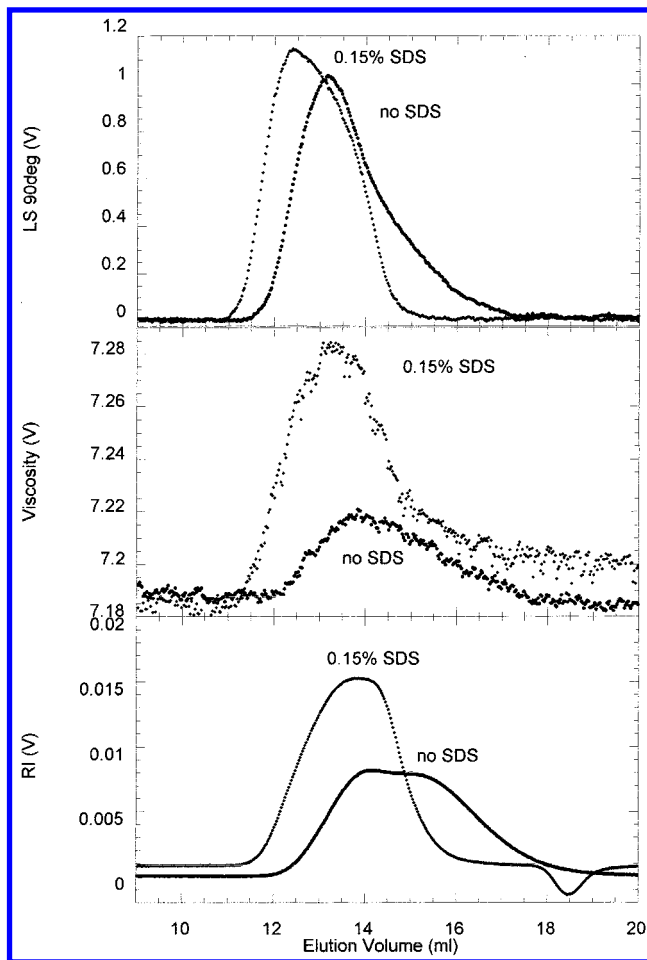 1.2
0.15% SDS
1
no SDS
0.8
LS 90deg (V)
0.6
0.4
0.2
0
7.28
0.15% SDS
7.26
Viscosity (V)
7.24
7.22
7.2
no SDS
7.18
0.02
0.15% SDS
0.015
RI (V)
no SDS
0.01
0.005
0
10 12 14 16 18 20
Elution Volume (ml)